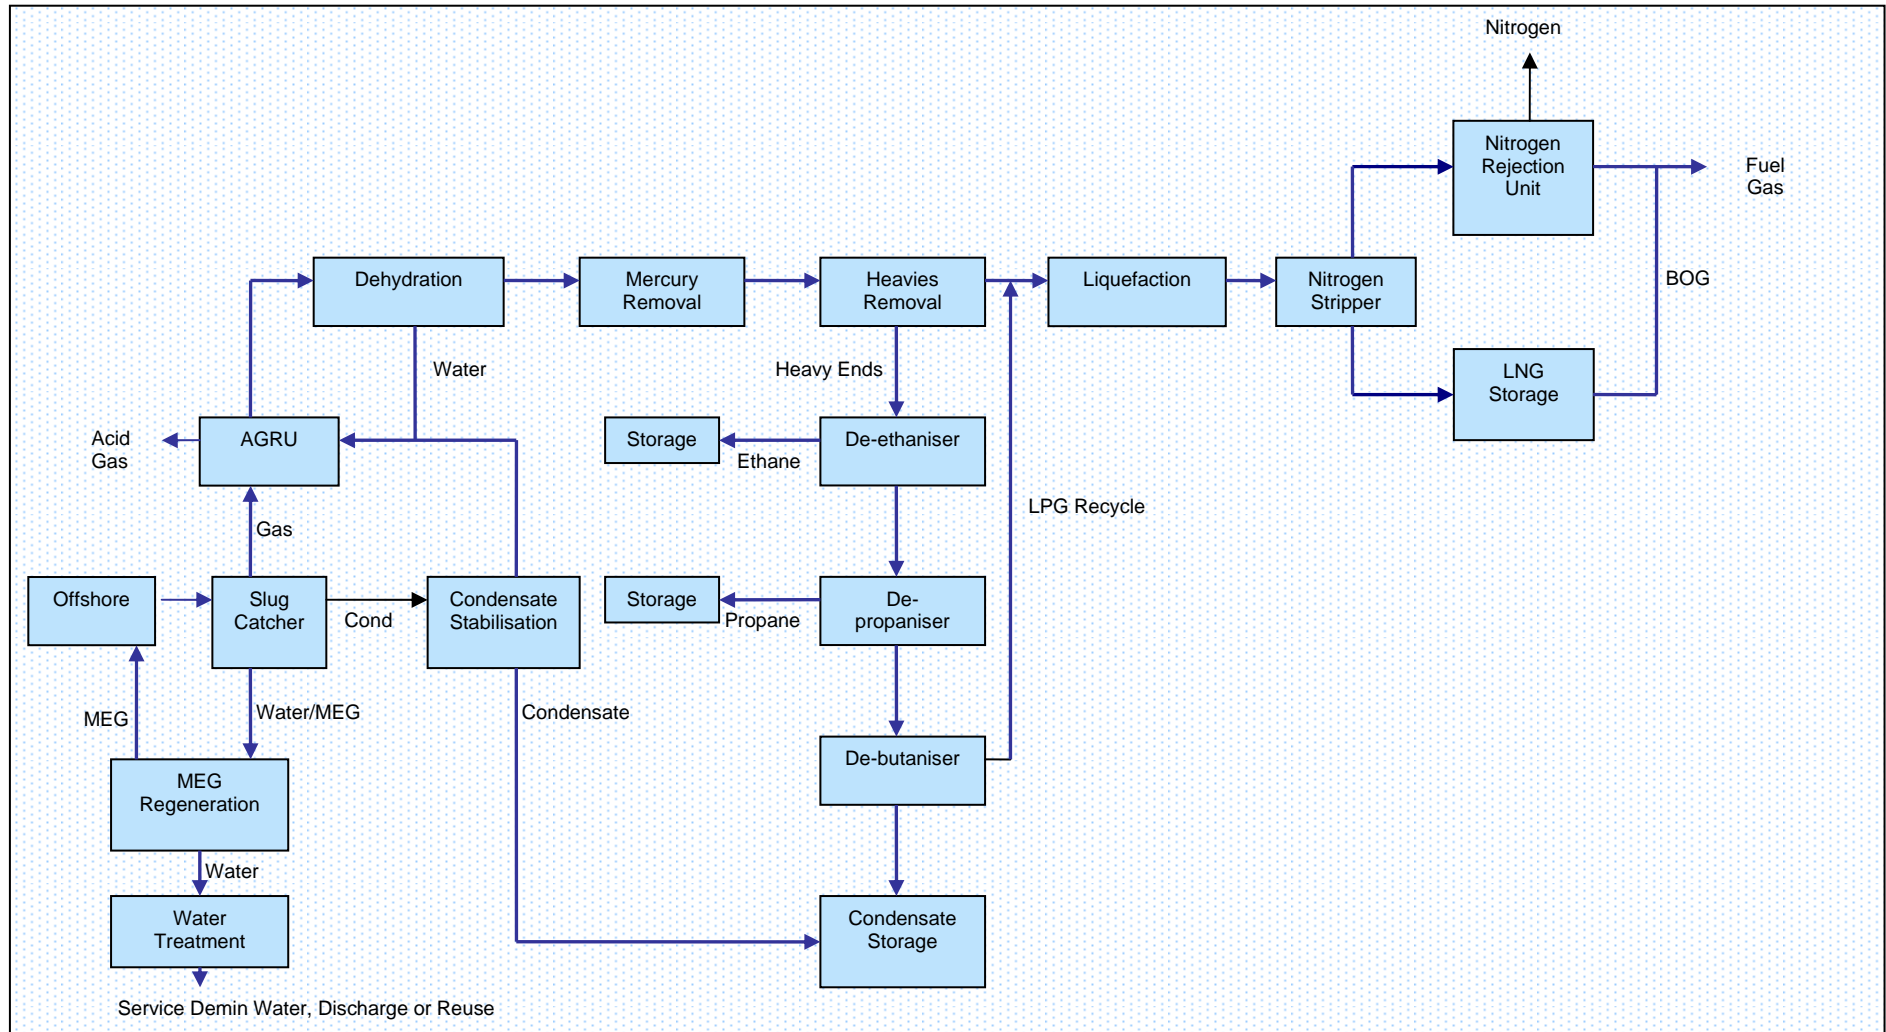 Nitrogen
Nitrogen
Rejection
Unit
Fuel
Gas
BOG
Dehydration
Mercury
Removal
Heavies
Removal
Liquefaction
Nitrogen
Stripper
LNG
Storage
Water
Heavy Ends
Acid
Gas
AGRU
Storage
Ethane
De-ethaniser
LPG Recycle
Gas
Offshore
Slug
Catcher
Cond
Condensate
Stabilisation
Storage
Propane
De-
propaniser
MEG
Water/MEG
Condensate
De-butaniser
MEG
Regeneration
Water
Water
Treatment
Condensate
Storage
Service Demin Water, Discharge or Reuse